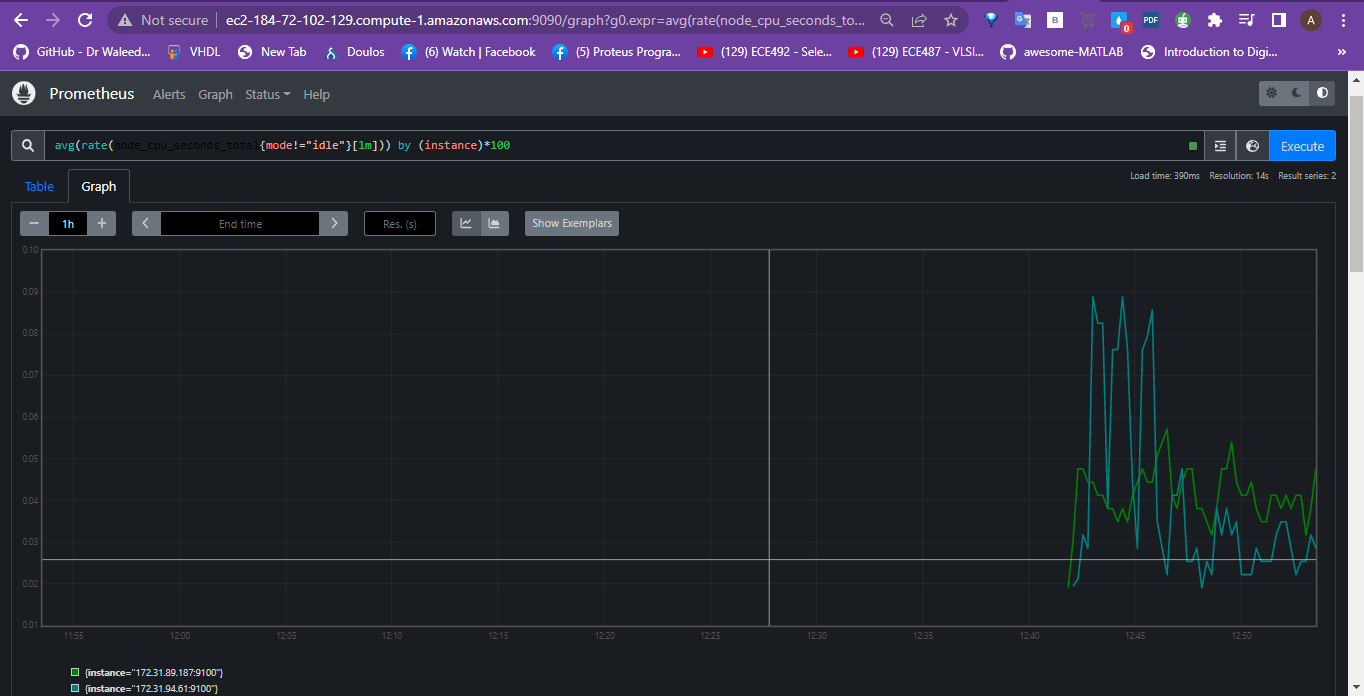 Not secure ec2-184-72-102-129.compute-1.amazonaws.com:9090/graph?g0.expr=avg(rate(node_cpu_seconds_to...
B 0 PDF A
GitHub - Dr Waleed... VHDL New Tab Doulos (6) Watch | Facebook (5) Proteus Progra... (129) ECE492 - Sele... (129) ECE487 - VLSI... awesome-MATLAB Introduction to Digi... »
Prometheus Alerts Graph Status Help
avg(rate(node_cpu_seconds_total{mode!="idle"}[1m])) by (instance)*100 Execute
Load time: 390ms Resolution: 14s Result series: 2
Table Graph
− 1h + End time Res. (s) Show Exemplars
0.10
0.09
0.08
0.07
0.06
0.05
0.04
0.03
0.02
0.01
11:55 12:00 12:05 12:10 12:15 12:20 12:25 12:30 12:35 12:40 12:45 12:50
{instance="172.31.89.187:9100"}
{instance="172.31.94.61:9100"}